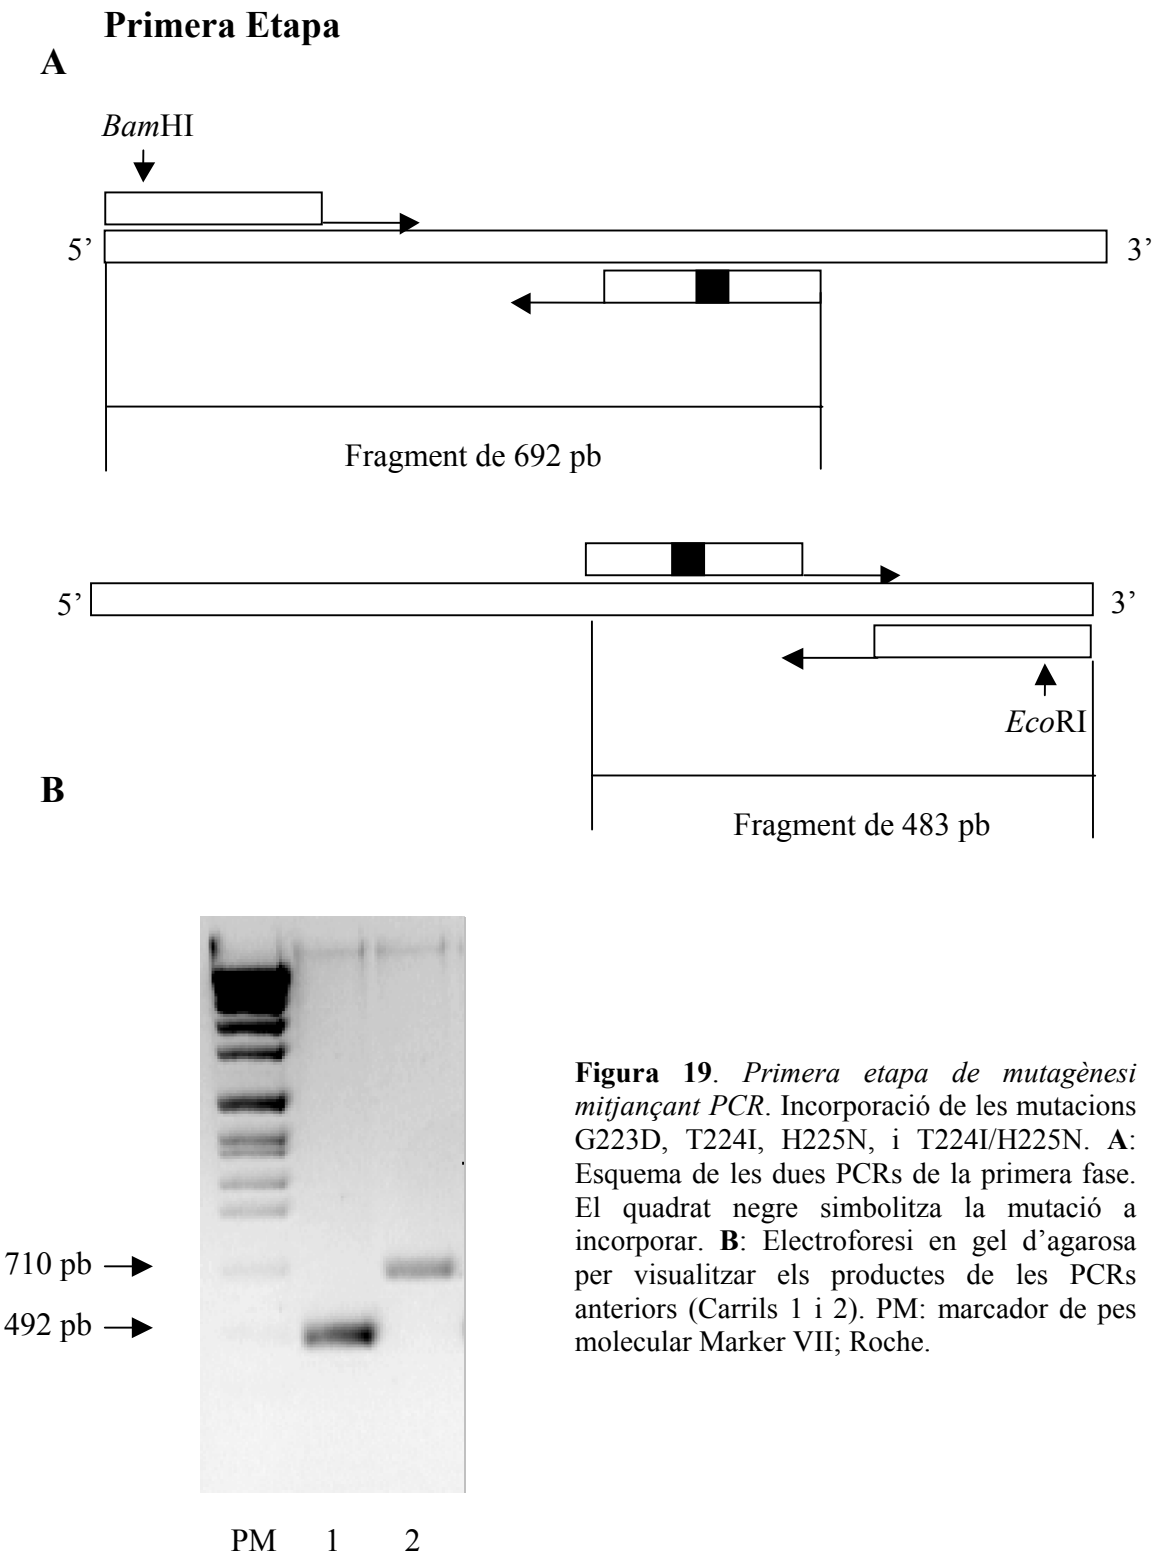 Primera Etapa
A
BamHI
5’
3’
Fragment de 692 pb
5’
3’
EcoRI
Fragment de 483 pb
B
710 pb
492 pb
PM 1 2
Figura 19. Primera etapa de mutagènesi
mitjançant PCR. Incorporació de les mutacions
G223D, T224I, H225N, i T224I/H225N. A:
Esquema de les dues PCRs de la primera fase.
El quadrat negre simbolitza la mutació a
incorporar. B: Electroforesi en gel d’agarosa
per visualitzar els productes de les PCRs
anteriors (Carrils 1 i 2). PM: marcador de pes
molecular Marker VII; Roche.